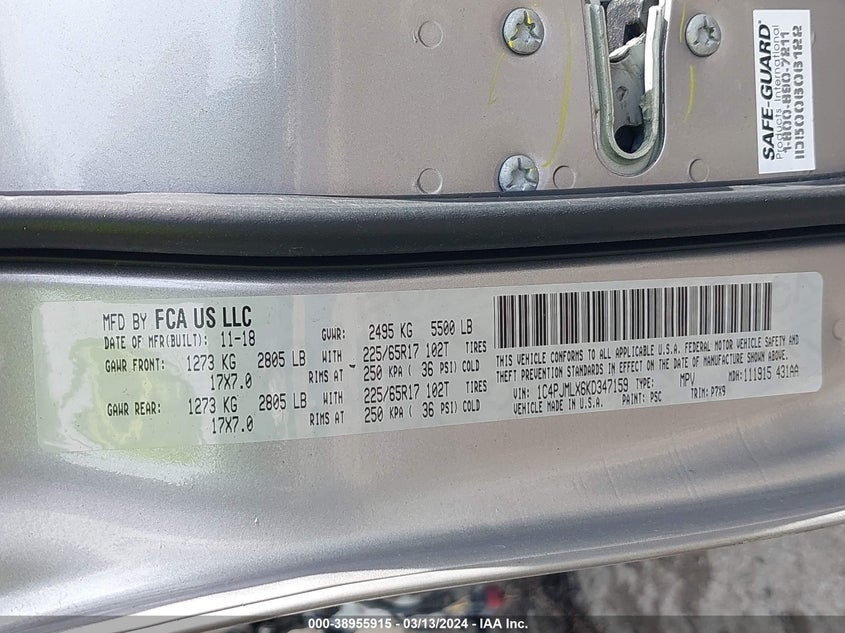 SAFE-GUARD®
Products International
1-800-890-7211
MFD BY FCA US LLC
DATE OF MFR(BUILT): 11-18
GVWR: 2495 KG 5500 LB
GAWR FRONT: 1273 KG 2805 LB WITH 225/65R17 102T TIRES
17X7.0 RIMS AT 250 KPA ( 36 PSI) COLD
GAWR REAR: 1273 KG 2805 LB WITH 225/65R17 102T TIRES
17X7.0 RIMS AT 250 KPA ( 36 PSI) COLD
THIS VEHICLE CONFORMS TO ALL APPLICABLE U.S.A. FEDERAL MOTOR VEHICLE SAFETY AND
THEFT PREVENTION STANDARDS IN EFFECT ON THE DATE OF MANUFACTURE SHOWN ABOVE.
VIN: 1C4PJMLX6KD347159 TYPE: MPV MDH: 111915 431AA
VEHICLE MADE IN U.S.A. PAINT: PSC TRIM: P7X9
000-38955915 - 03/13/2024 - IAAI.COM